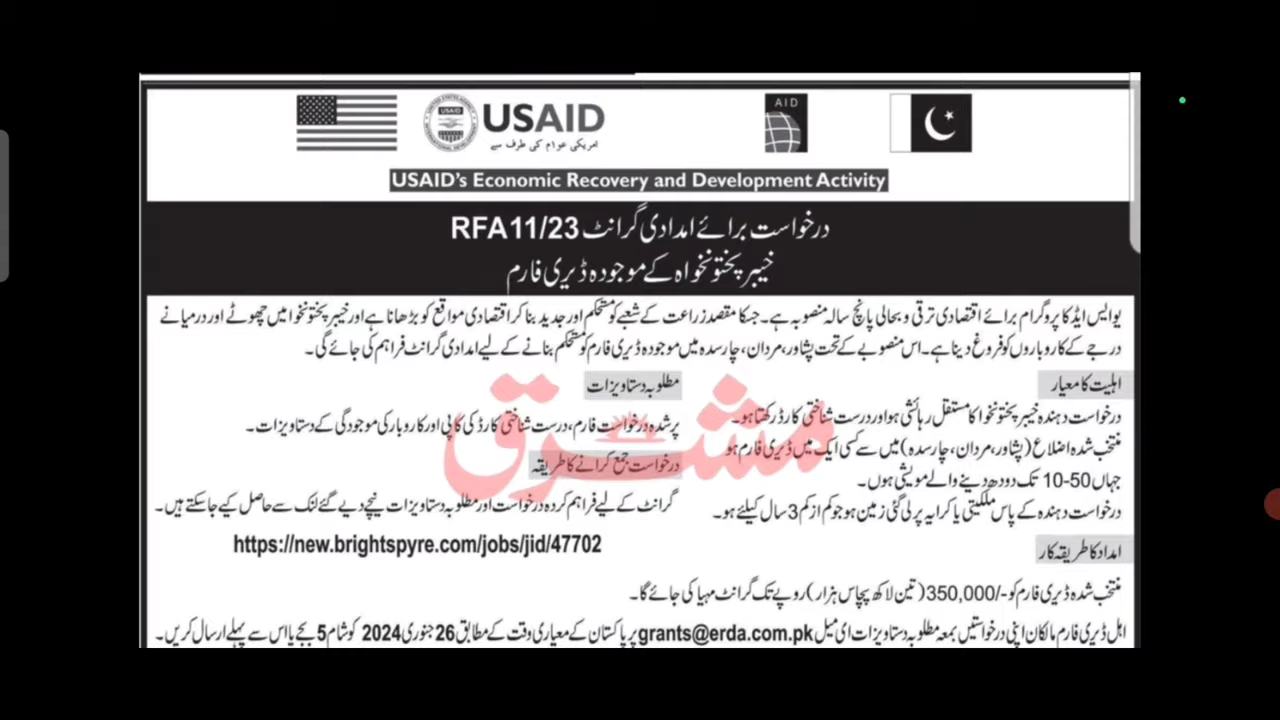 USAID
امریکی عوام کی طرف سے
AID
USAID's Economic Recovery and Development Activity
درخواست برائے امدادی گرانٹ RFA11/23
خیبر پختونخواہ کے موجودہ ڈیری فارم
یو ایس ایڈ کا پروگرام برائے اقتصادی ترقی و بحالی پانچ سالہ منصوبہ ہے۔ جسکا مقصد زراعت کے شعبے کو مستحکم اور جدید بنا کر اقتصادی مواقع کو بڑھانا ہے اور خیبر پختونخوا میں چھوٹے اور درمیانے
درجے کے کاروباروں کو فروغ دینا ہے۔ اس منصوبے کے تحت پشاور، مردان، چارسدہ میں موجودہ ڈیری فارم کو مستحکم بنانے کے لیے امدادی گرانٹ فراہم کی جائے گی۔
اہلیت کا معیار
درخواست دہندہ خیبر پختونخوا کا مستقل رہائشی ہو اور درست شناختی کارڈ رکھتا ہو۔
منتخب شدہ اضلاع (پشاور، مردان، چارسدہ) میں سے کسی ایک میں ڈیری فارم ہو
جہاں 50-10 تک دودھ دینے والے مویشی ہوں۔
درخواست دہندہ کے پاس ملکیتی یا کرایہ پر لی گئی زمین ہو جو کم از کم 3 سال کیلئے ہو۔
امداد کا طریقہ کار
منتخب شدہ ڈیری فارم کو -/350,000 (تین لاکھ پچاس ہزار) روپے تک گرانٹ مہیا کی جائے گا۔
مطلوبہ دستاویزات
پر شدہ درخواست فارم، درست شناختی کارڈ کی کاپی اور کاروبار کی موجودگی کے دستاویزات۔
درخواست جمع کرانے کا طریقہ
گرانٹ کے لیے فراہم کردہ درخواست اور مطلوبہ دستاویزات نیچے دیے گئے لنک سے حاصل کیے جاسکتے ہیں۔
https://new.brightspyre.com/jobs/jid/47702
اہل ڈیری فارم مالکان اپنی درخواستیں بمعہ مطلوبہ دستاویزات ای میل grants@erda.com.pk پر پاکستان کے معیاری وقت کے مطابق 26 جنوری 2024 کو شام 5 بجے یا اس سے پہلے ارسال کریں۔
مشرق